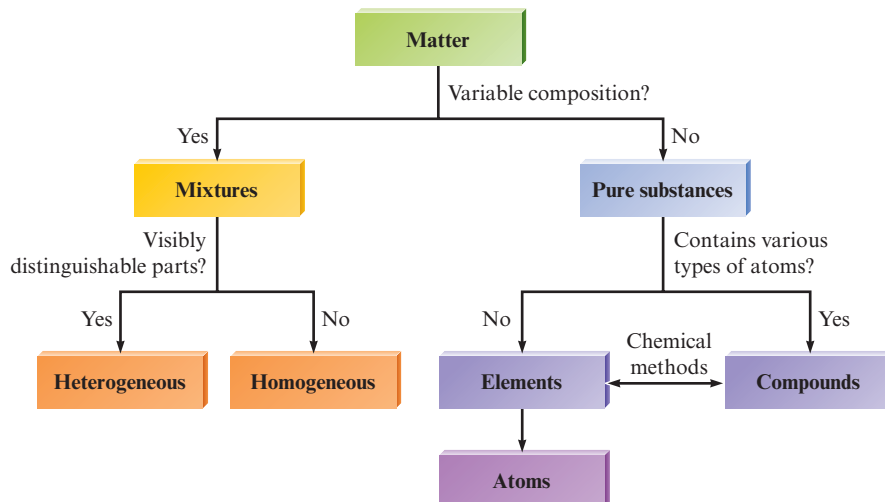 Matter
Variable composition?
Yes
No
Mixtures
Pure substances
Visibly
distinguishable parts?
Contains various
types of atoms?
Yes
No
No
Yes
Chemical
methods
Heterogeneous
Homogeneous
Elements
Compounds
Atoms